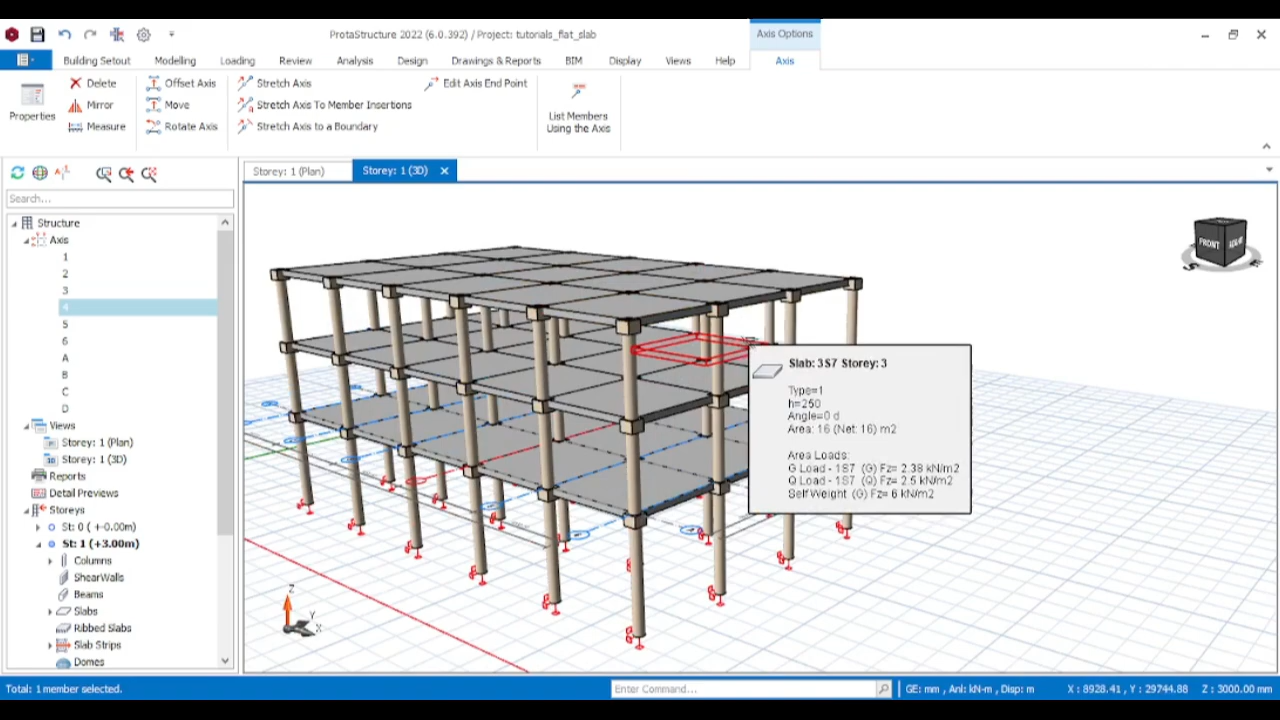 ProtaStructure 2022 (6.0.392) / Project: tutorials_flat_slab
Axis Options
Building Setout
Modelling
Loading
Review
Analysis
Design
Drawings & Reports
BIM
Display
Views
Help
Axis
Properties
Delete
Mirror
Measure
Offset Axis
Move
Rotate Axis
Stretch Axis
Stretch Axis To Member Insertions
Stretch Axis to a Boundary
Edit Axis End Point
List Members
Using the Axis
Storey: 1 (Plan)
Storey: 1 (3D)
Search...
Structure
Axis
1
2
3
4
5
6
A
B
C
D
Views
Storey: 1 (Plan)
Storey: 1 (3D)
Reports
Detail Previews
Storeys
St: 0 ( +-0.00m)
St: 1 (+3.00m)
Columns
ShearWalls
Beams
Slabs
Ribbed Slabs
Slab Strips
Domes
FRONT
Slab: 3S7 Storey: 3
Type=1
h=250
Angle=0 d
Area: 16 (Net: 16) m2
Area Loads:
G Load - 1S7 (G) Fz= 2.38 kN/m2
Q Load - 1S7 (Q) Fz= 2.5 kN/m2
Self Weight (G) Fz= 6 kN/m2
Z
Y
X
Total: 1 member selected.
Enter Command...
GE: mm , Anl: kN-m , Disp: m
X : 8928.41 , Y : 29744.88
Z : 3000.00 mm